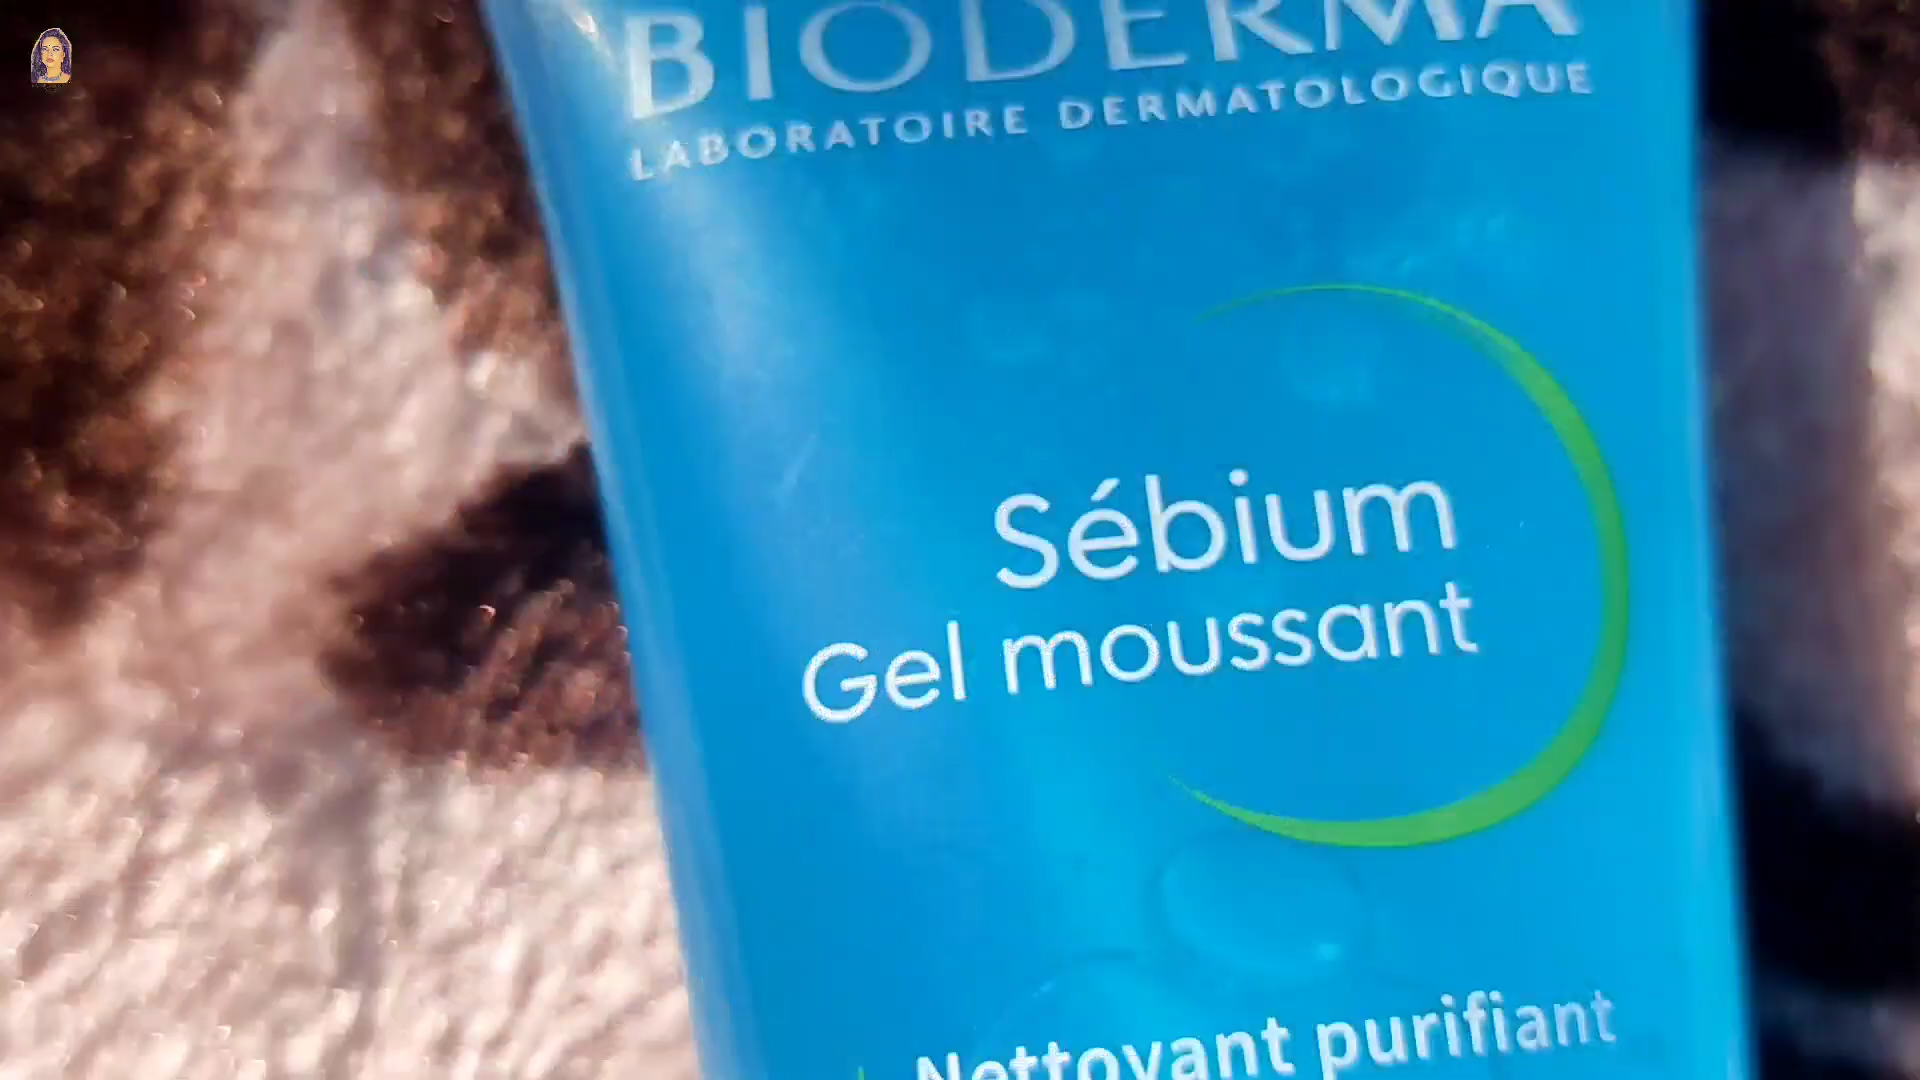 BIODERMA
LABORATOIRE DERMATOLOGIQUE
Sébium
Gel moussant
Nettoyant purifiant